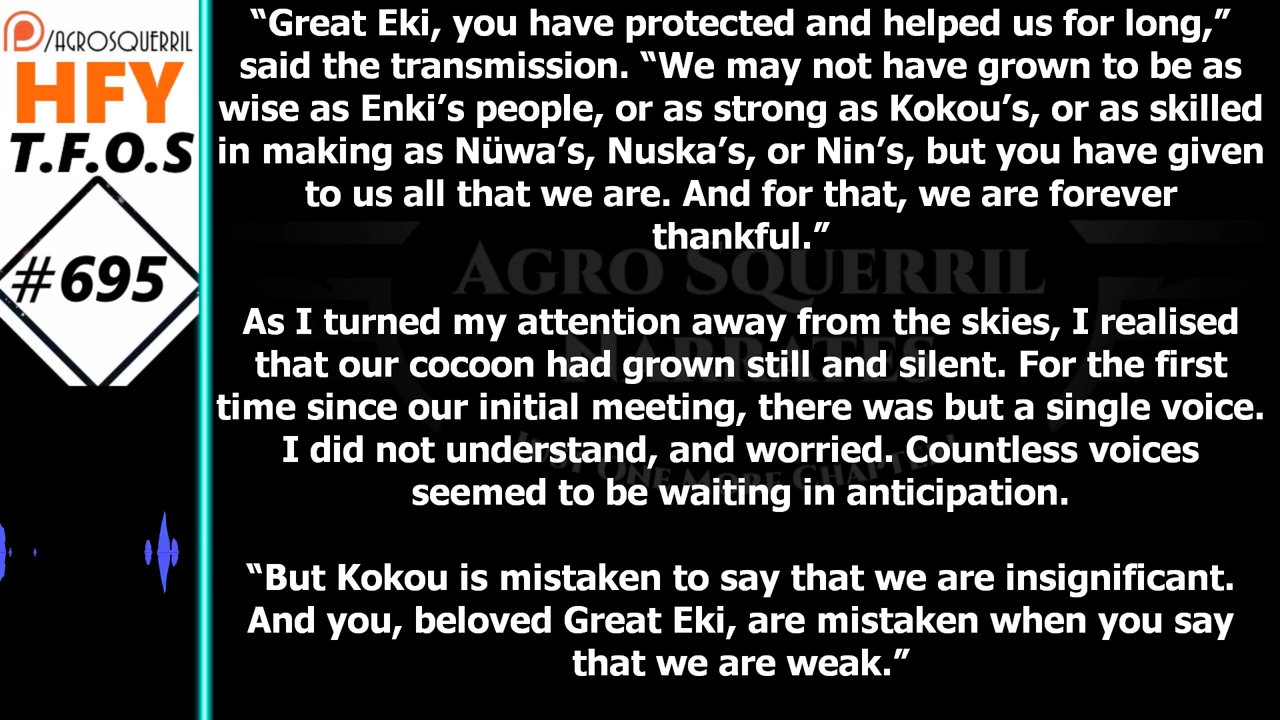 /AGROSQUERRIL
HFY
T.F.O.S
#695
“Great Eki, you have protected and helped us for long,”
said the transmission. “We may not have grown to be as
wise as Enki’s people, or as strong as Kokou’s, or as skilled
in making as Nüwa’s, Nuska’s, or Nin’s, but you have given
to us all that we are. And for that, we are forever
thankful.”
As I turned my attention away from the skies, I realised
that our cocoon had grown still and silent. For the first
time since our initial meeting, there was but a single voice.
I did not understand, and worried. Countless voices
seemed to be waiting in anticipation.
“But Kokou is mistaken to say that we are insignificant.
And you, beloved Great Eki, are mistaken when you say
that we are weak.”
AGRO SQUERRIL
NARRATES
JUST ONE MORE CHAPTER